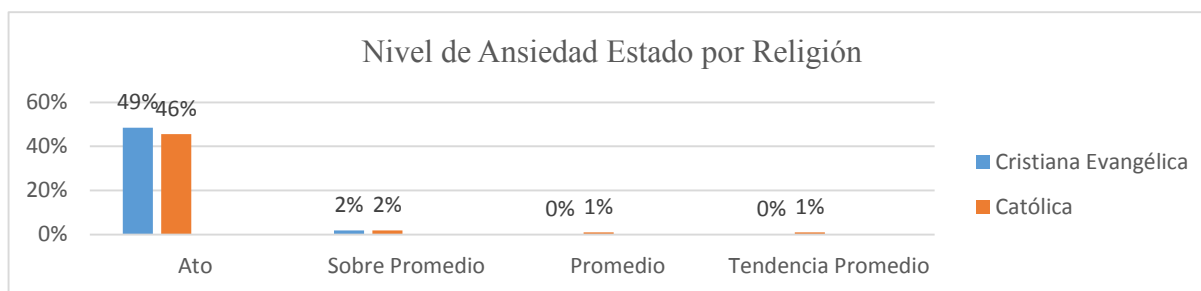 Nivel de Ansiedad Estado por Religión
60%
40%
20%
0%
49%
46%
2%
2%
0%
1%
0%
1%
Ato
Sobre Promedio
Promedio
Tendencia Promedio
Cristiana Evangélica
Católica